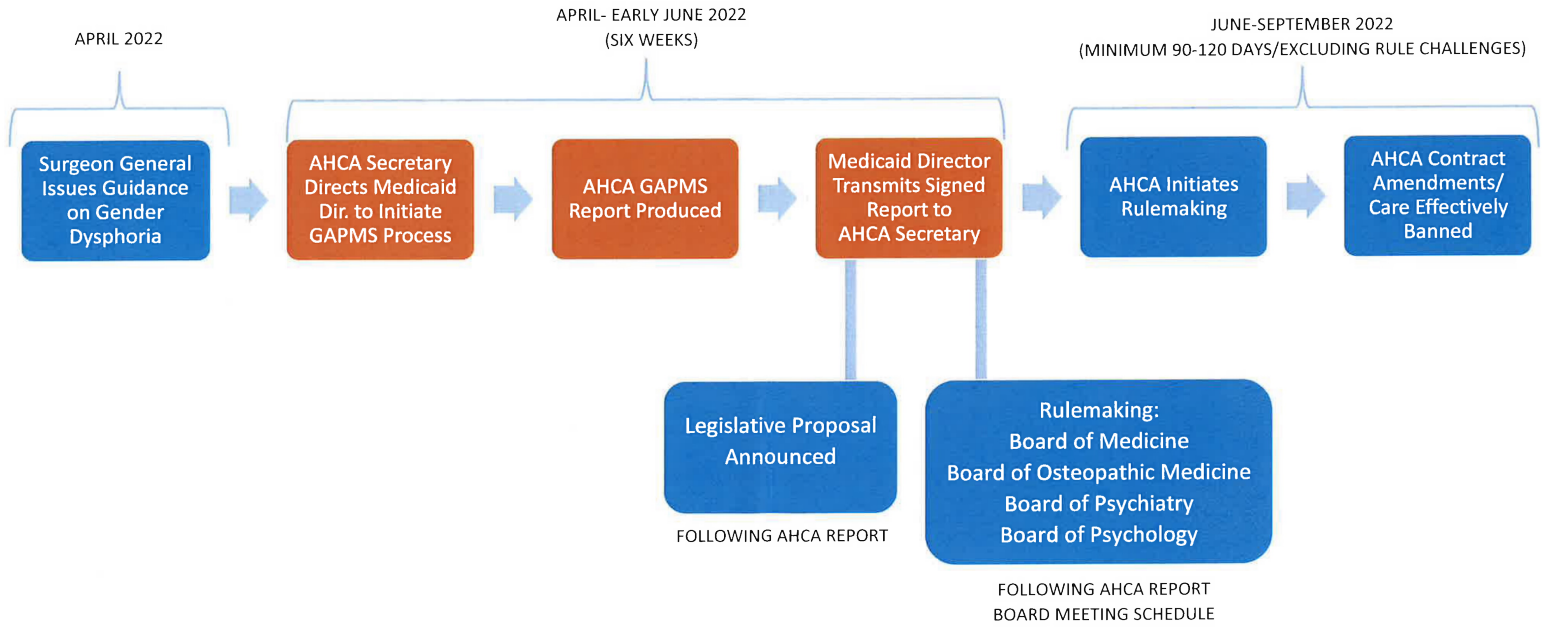 APRIL 2022
APRIL- EARLY JUNE 2022
(SIX WEEKS)
JUNE-SEPTEMBER 2022
(MINIMUM 90-120 DAYS/EXCLUDING RULE CHALLENGES)
Surgeon General
Issues Guidance
on Gender
Dysphoria
AHCA Secretary
Directs Medicaid
Dir. to Initiate
GAPMS Process
AHCA GAPMS
Report Produced
Medicaid Director
Transmits Signed
Report to
AHCA Secretary
AHCA Initiates
Rulemaking
AHCA Contract
Amendments/
Care Effectively
Banned
Legislative Proposal
Announced
FOLLOWING AHCA REPORT
Rulemaking:
Board of Medicine
Board of Osteopathic Medicine
Board of Psychiatry
Board of Psychology
FOLLOWING AHCA REPORT
BOARD MEETING SCHEDULE